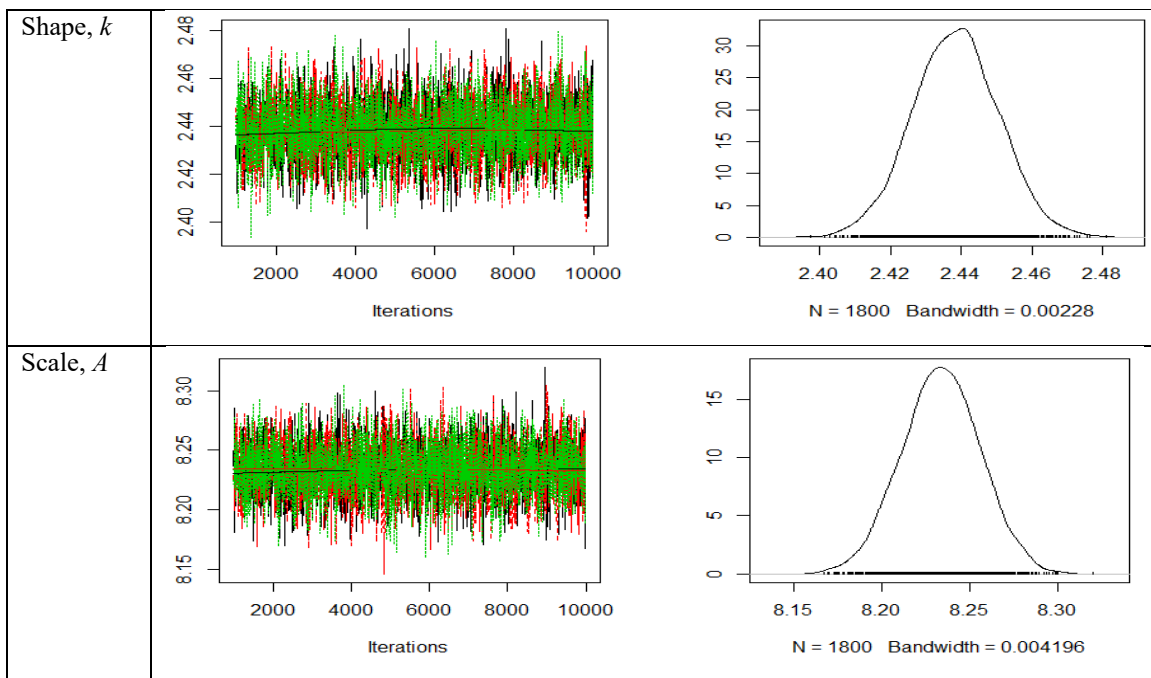 Shape, k
2.48
2.46
2.44
2.42
2.40
2000 4000 6000 8000 10000
Iterations
30
25
20
15
10
5
0
2.40 2.42 2.44 2.46 2.48
N = 1800 Bandwidth = 0.00228
Scale, A
8.30
8.25
8.20
8.15
2000 4000 6000 8000 10000
Iterations
15
10
5
0
8.15 8.20 8.25 8.30
N = 1800 Bandwidth = 0.004196